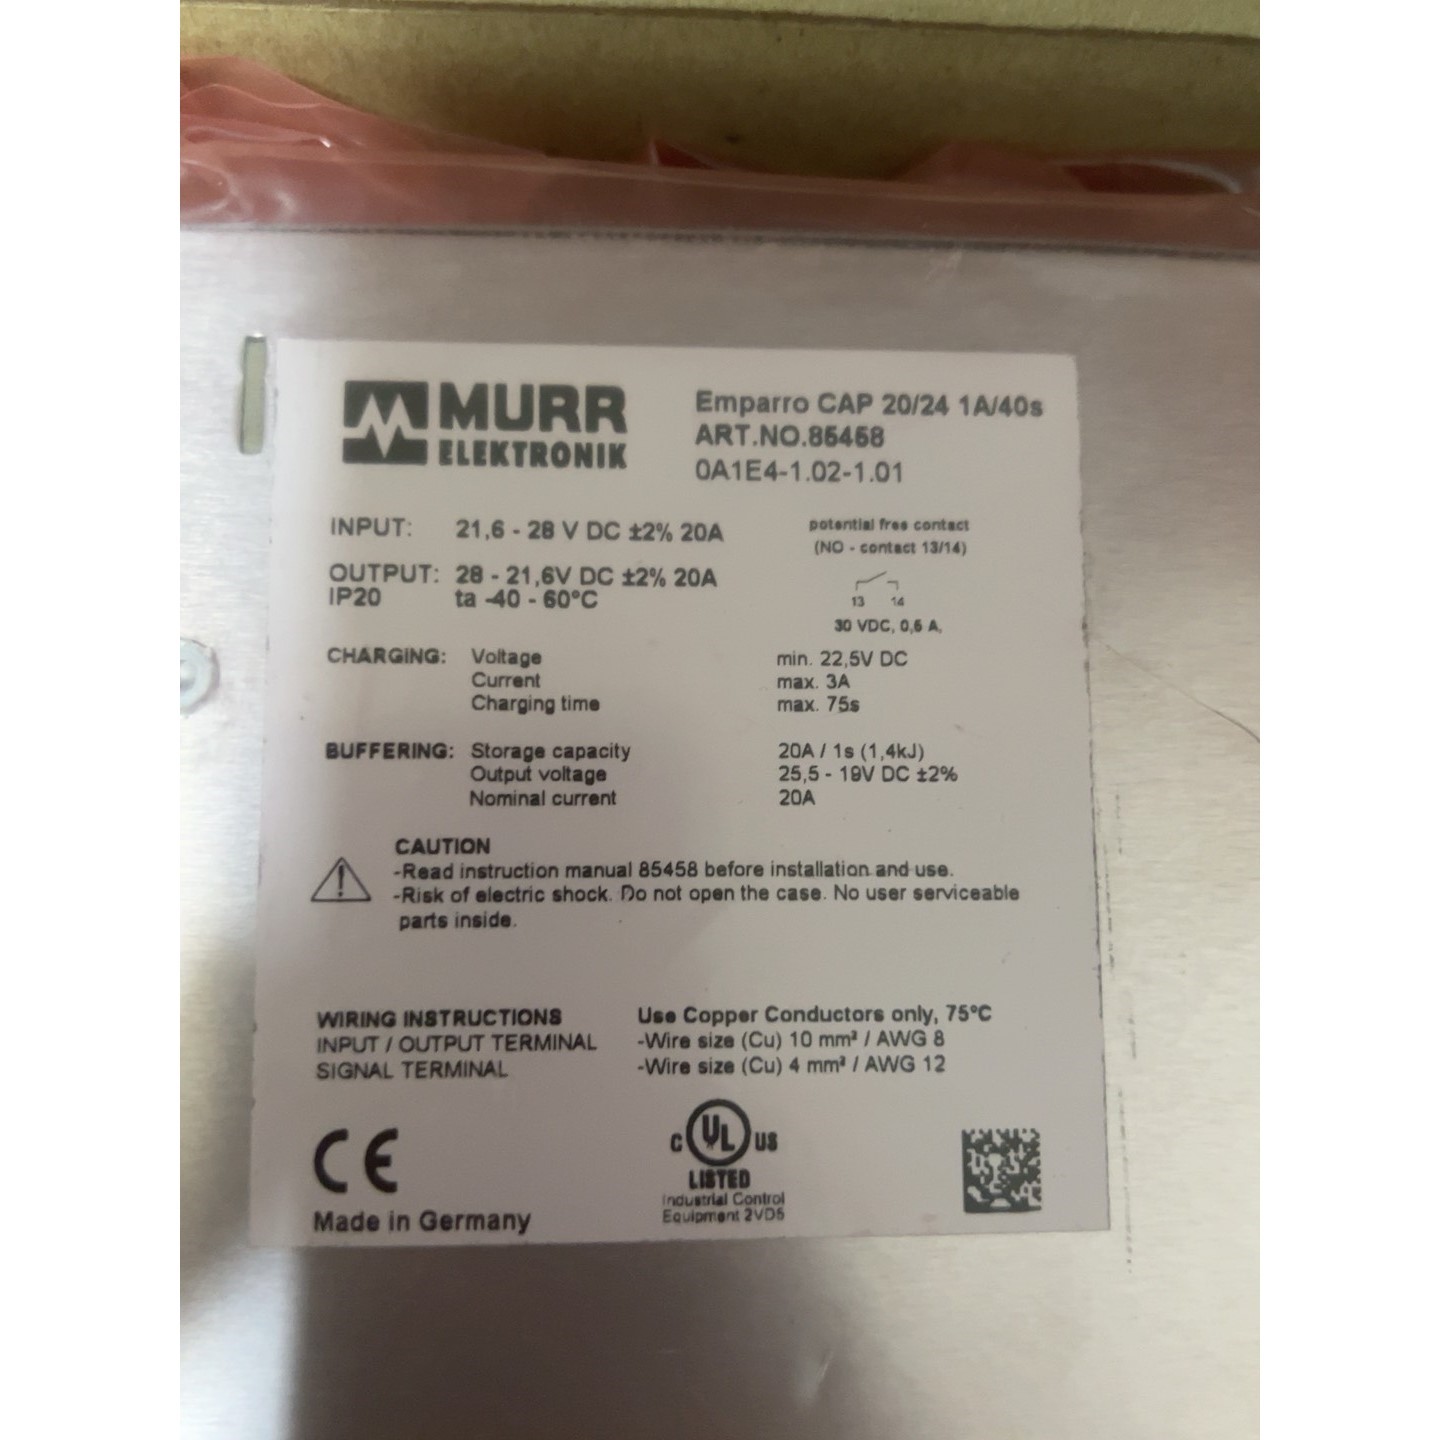 MURR
ELEKTRONIK
Emparro CAP 20/24 1A/40s
ART.NO.85458
0A1E4-1.02-1.01
INPUT: 21,6 - 28 V DC ±2% 20A
OUTPUT: 28 - 21,6V DC ±2% 20A
IP20 ta -40 - 60°C
potential free contact
(NO - contact 13/14)
13 14
30 VDC, 0,5 A,
CHARGING: Voltage min. 22,5V DC
Current max. 3A
Charging time max. 75s
BUFFERING: Storage capacity 20A / 1s (1,4kJ)
Output voltage 25,5 - 19V DC ±2%
Nominal current 20A
CAUTION
-Read instruction manual 85458 before installation and use.
-Risk of electric shock. Do not open the case. No user serviceable
parts inside.
WIRING INSTRUCTIONS Use Copper Conductors only, 75°C
INPUT / OUTPUT TERMINAL -Wire size (Cu) 10 mm² / AWG 8
SIGNAL TERMINAL -Wire size (Cu) 4 mm² / AWG 12
CE
Made in Germany
C UL US
LISTED
Industrial Control
Equipment 2VD5